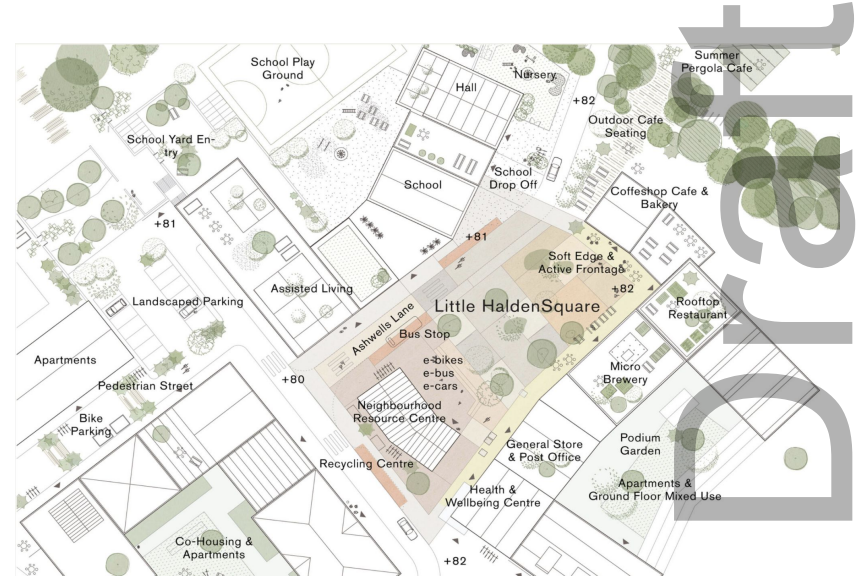 School Play
Ground
Hall
Nursery
Summer
Pergola Cafe
+82
Outdoor Cafe
Seating
School Yard En-
try
School
School
Drop Off
Coffeshop Cafe &
Bakery
+81
+81
Soft Edge &
Active Frontage
+82
Assisted Living
Landscaped Parking
Ashwells Lane
Little HaldenSquare
Rooftop
Restaurant
Bus Stop
Apartments
e-bikes
e-bus
e-cars
Micro
Brewery
+80
Pedestrian Street
Bike
Parking
Neighbourhood
Resource Centre
General Store
& Post Office
Podium
Garden
Recycling Centre
Health &
Wellbeing Centre
Apartments &
Ground Floor Mixed Use
Co-Housing &
Apartments
+82
Draft